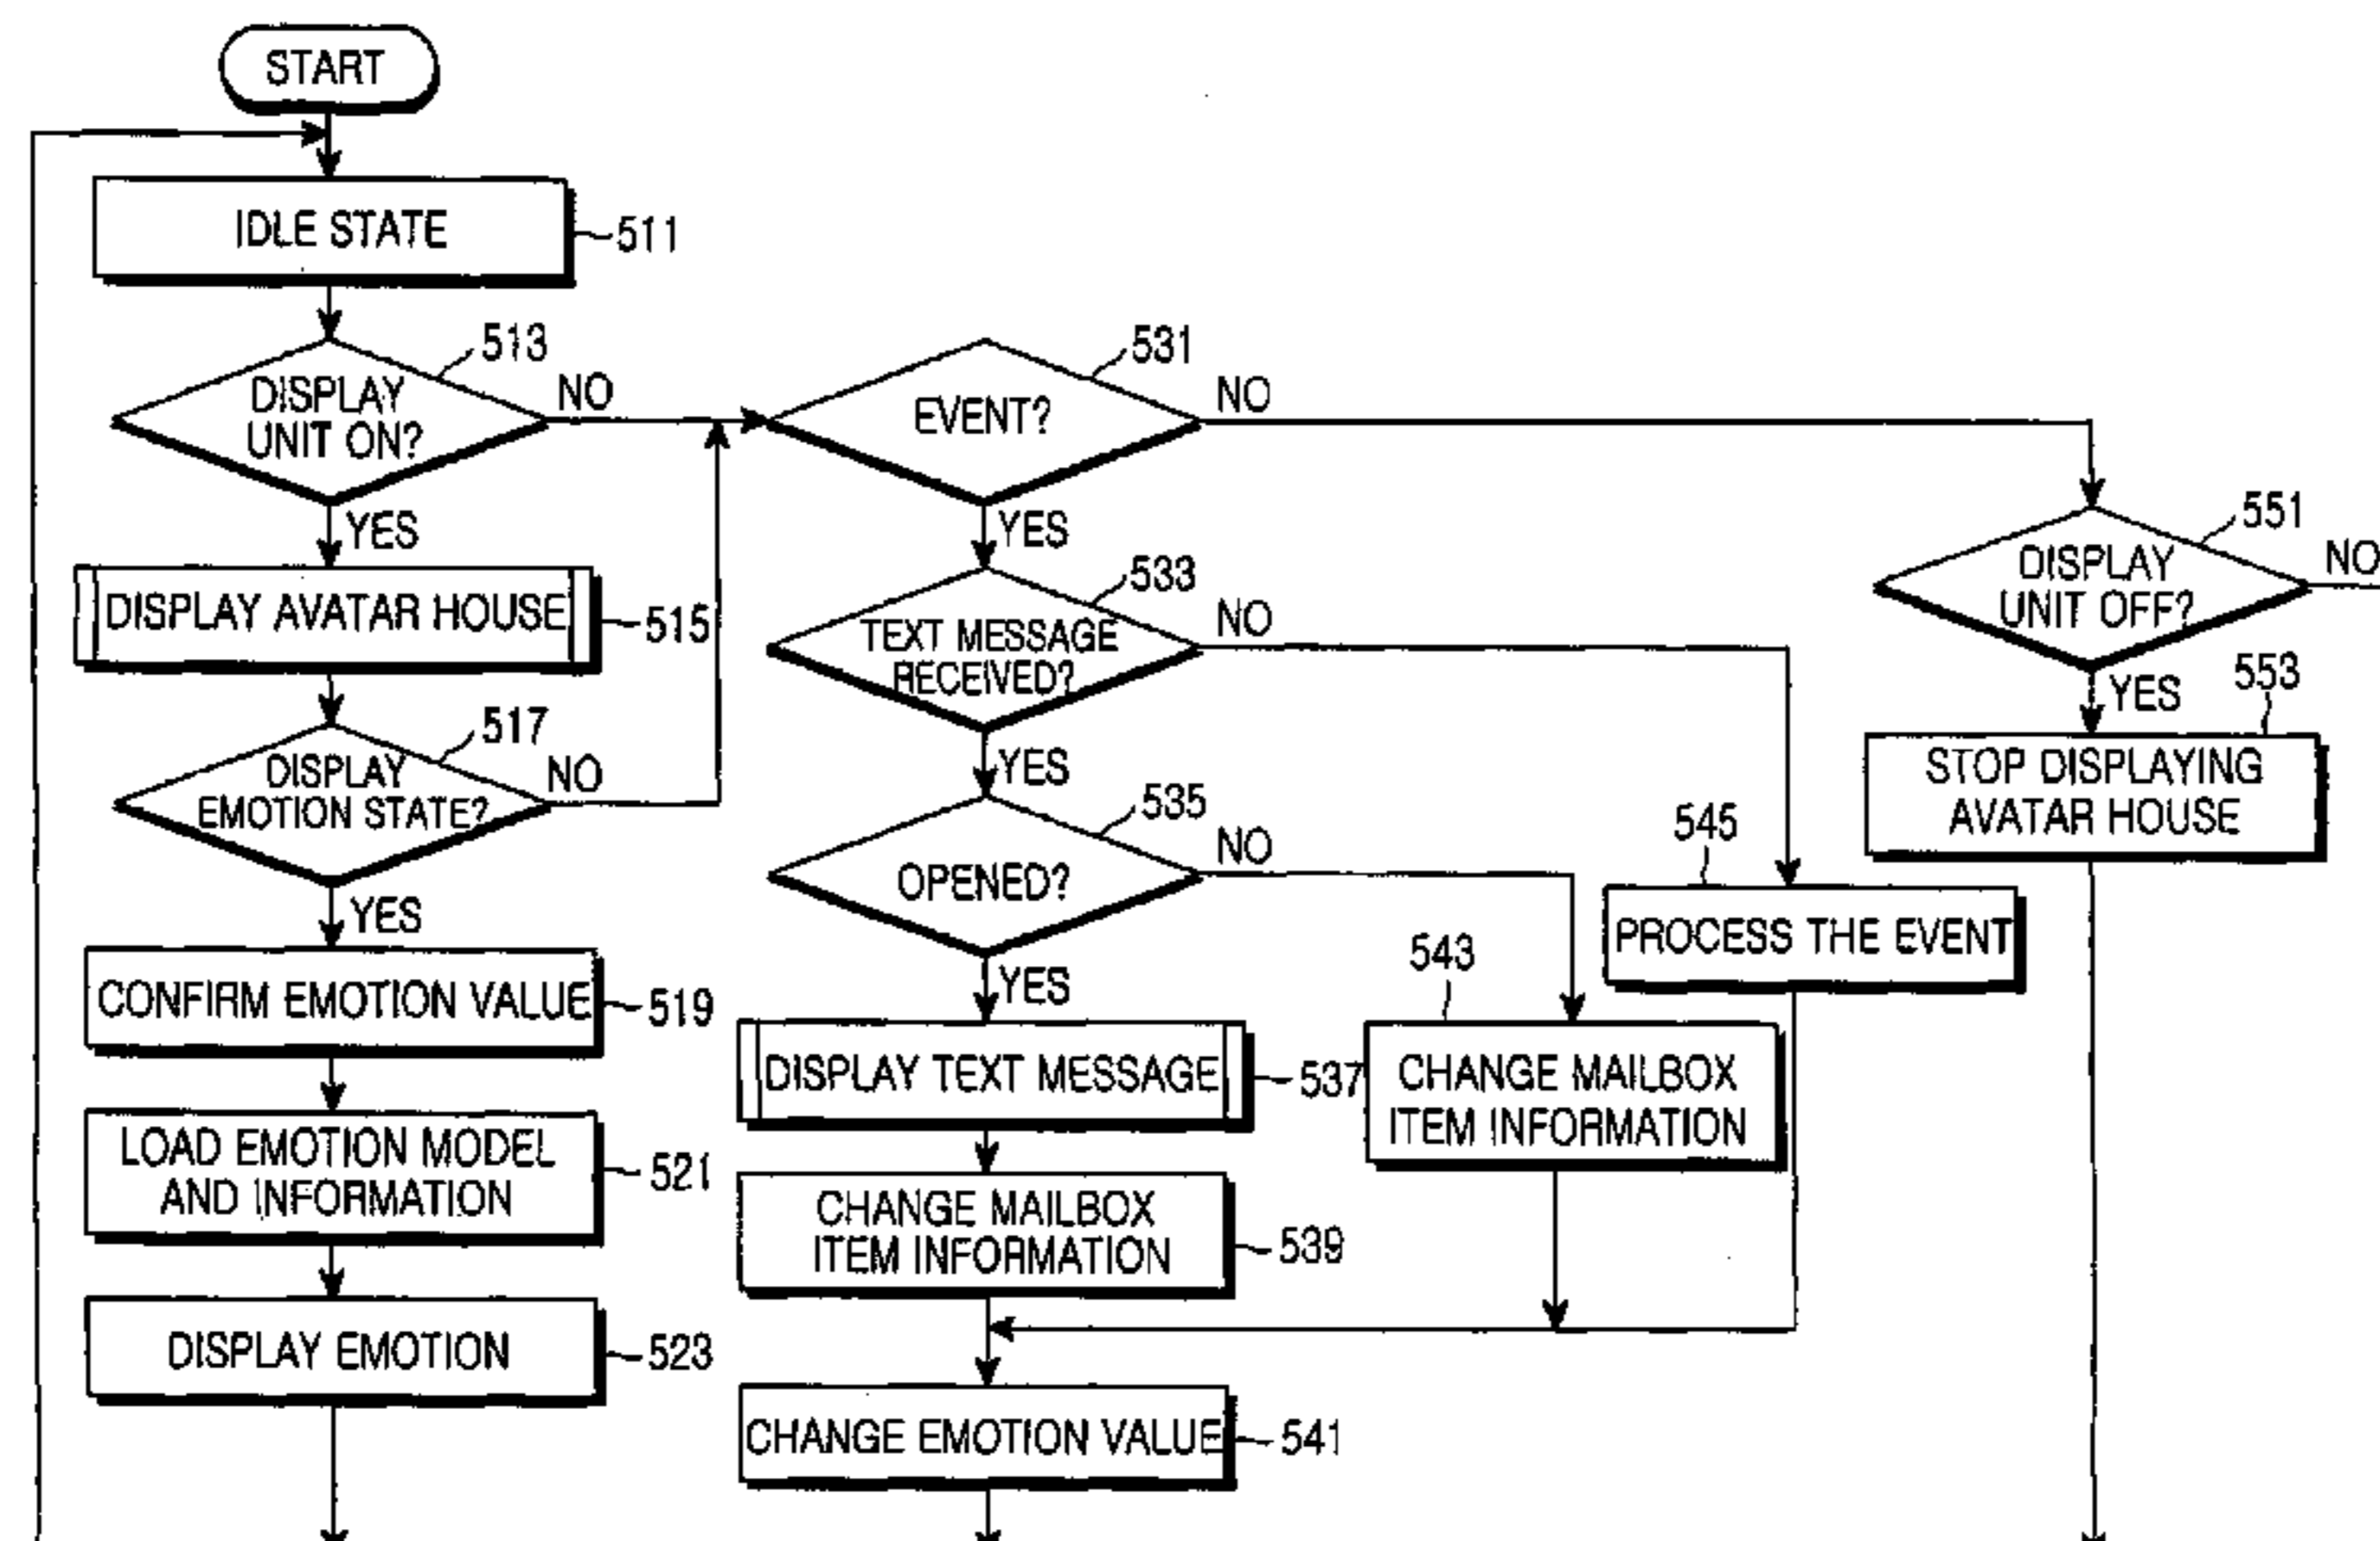 START
IDLE STATE
511
513
DISPLAY
UNIT ON?
NO
YES
DISPLAY AVATAR HOUSE
515
517
DISPLAY
EMOTION STATE?
NO
YES
CONFIRM EMOTION VALUE
519
LOAD EMOTION MODEL
AND INFORMATION
521
DISPLAY EMOTION
523
531
EVENT?
NO
YES
533
TEXT MESSAGE
RECEIVED?
NO
YES
535
OPENED?
NO
YES
DISPLAY TEXT MESSAGE
537
CHANGE MAILBOX
ITEM INFORMATION
539
CHANGE EMOTION VALUE
541
543
CHANGE MAILBOX
ITEM INFORMATION
545
PROCESS THE EVENT
551
DISPLAY
UNIT OFF?
NO
YES
553
STOP DISPLAYING
AVATAR HOUSE